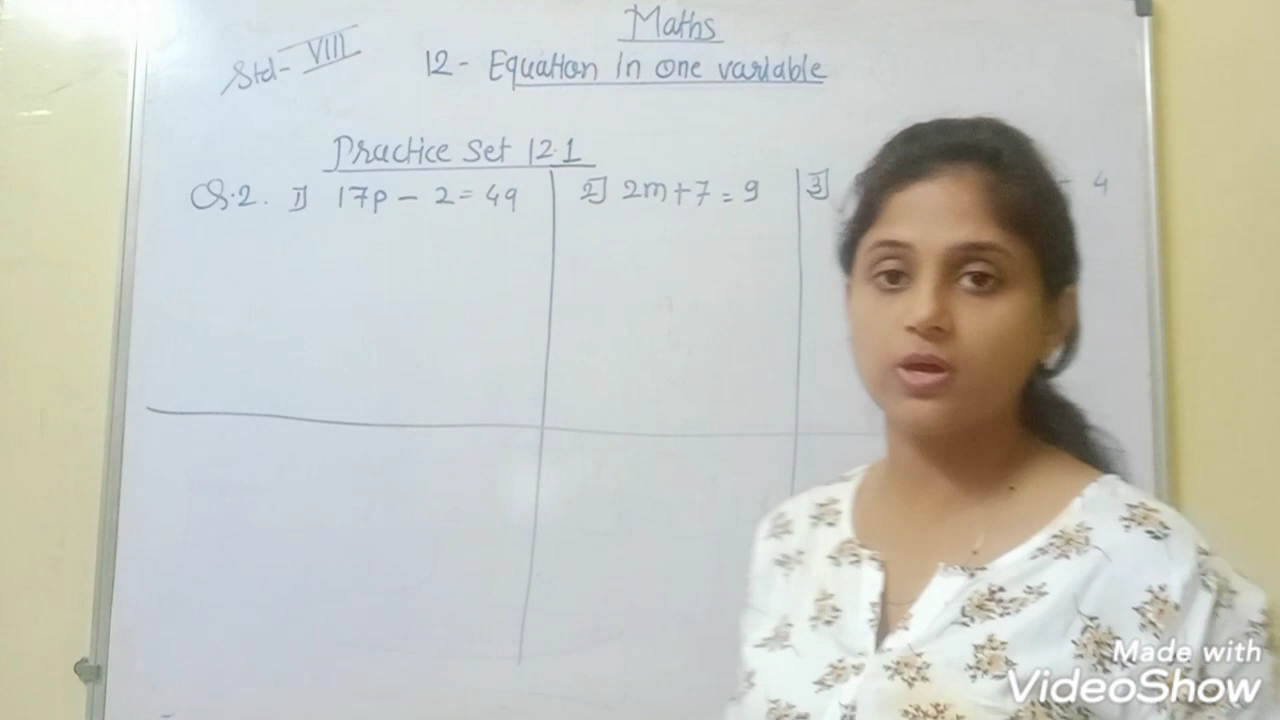 Maths
Std- VIII
12- Equation in one variable
Practice Set 12.1
Q.2. 1] 17p - 2 = 49
2] 2m + 7 = 9
3] - 4
Made with
VideoShow